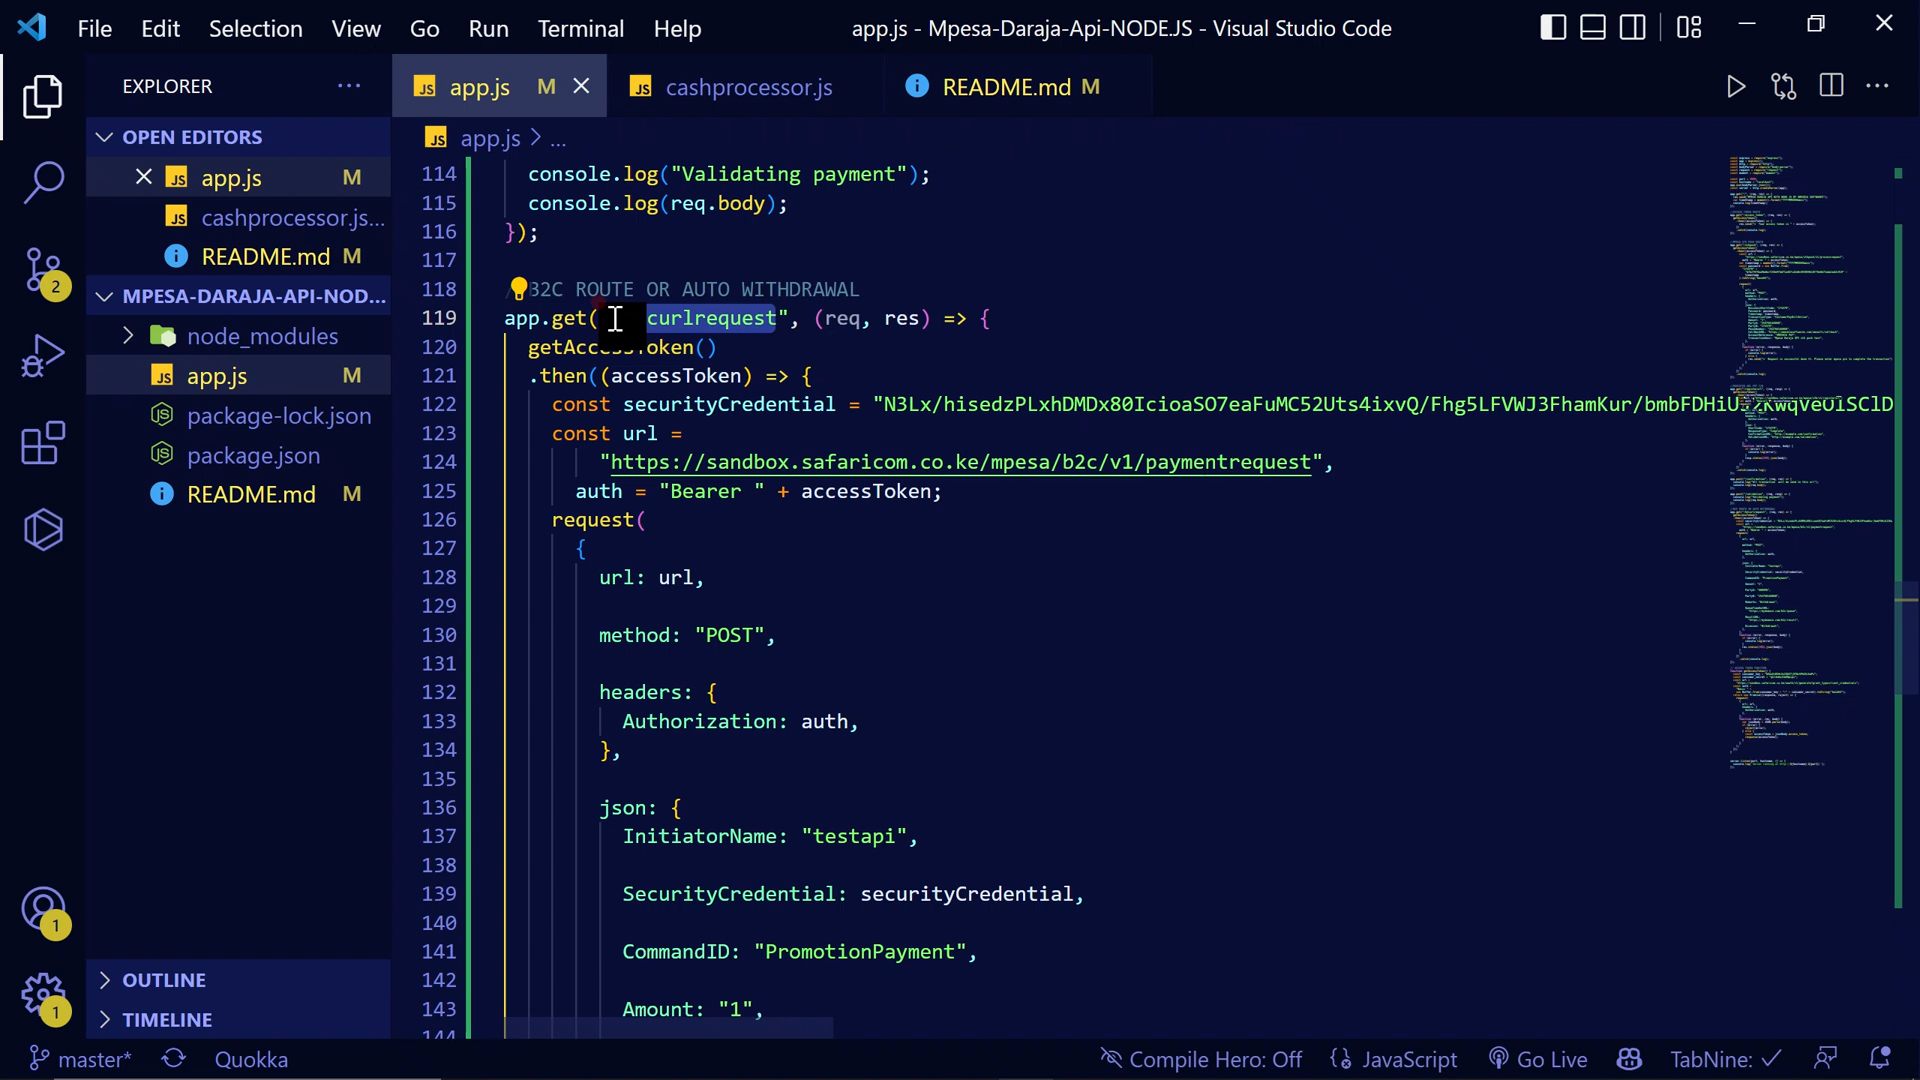 File Edit Selection View Go Run Terminal Help app.js - Mpesa-Daraja-Api-NODE.JS - Visual Studio Code
EXPLORER ...
app.js M
cashprocessor.js
README.md M
OPEN EDITORS
app.js M
cashprocessor.js...
README.md M
MPESA-DARAJA-API-NOD...
node_modules
app.js M
package-lock.json
package.json
README.md M
OUTLINE
TIMELINE
2
1
1
app.js > ...
114 console.log("Validating payment");
115 console.log(req.body);
116 });
117
118 B2C ROUTE OR AUTO WITHDRAWAL
119 app.get( curlrequest", (req, res) => {
120 getAccessToken()
121 .then((accessToken) => {
122 const securityCredential =
123 const url =
124 "https://sandbox.safaricom.co.ke/mpesa/b2c/v1/paymentrequest",
125 auth = "Bearer " + accessToken;
126 request(
127 {
128 url: url,
129
130 method: "POST",
131
132 headers: {
133 Authorization: auth,
134 },
135
136 json: {
137 InitiatorName: "testapi",
138
139 SecurityCredential: securityCredential,
140
141 CommandID: "PromotionPayment",
142
143 Amount: "1",
144
master* Quokka Compile Hero: Off JavaScript Go Live TabNine: ✓